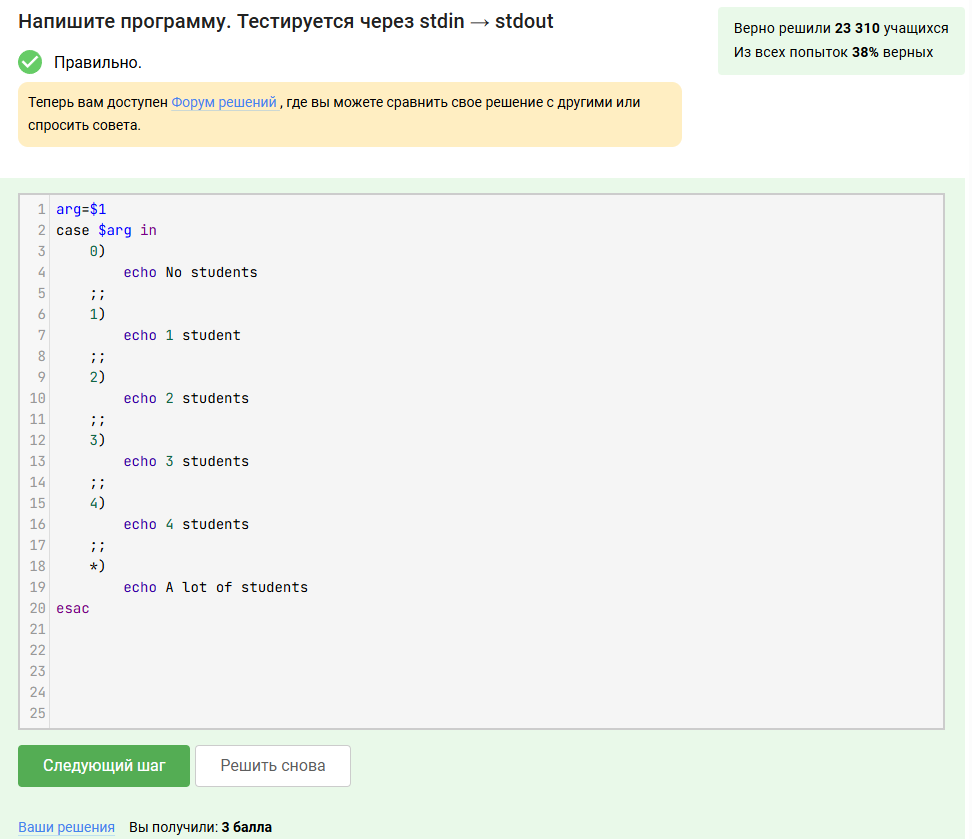 Напишите программу. Тестируется через stdin → stdout
Верно решили 23 310 учащихся
Из всех попыток 38% верных
Правильно.
Теперь вам доступен Форум решений , где вы можете сравнить свое решение с другими или
спросить совета.
1 arg=$1
2 case $arg in
3 0)
4 echo No students
5 ;;
6 1)
7 echo 1 student
8 ;;
9 2)
10 echo 2 students
11 ;;
12 3)
13 echo 3 students
14 ;;
15 4)
16 echo 4 students
17 ;;
18 *)
19 echo A lot of students
20 esac
21
22
23
24
25
Следующий шаг Решить снова
Ваши решения Вы получили: 3 балла